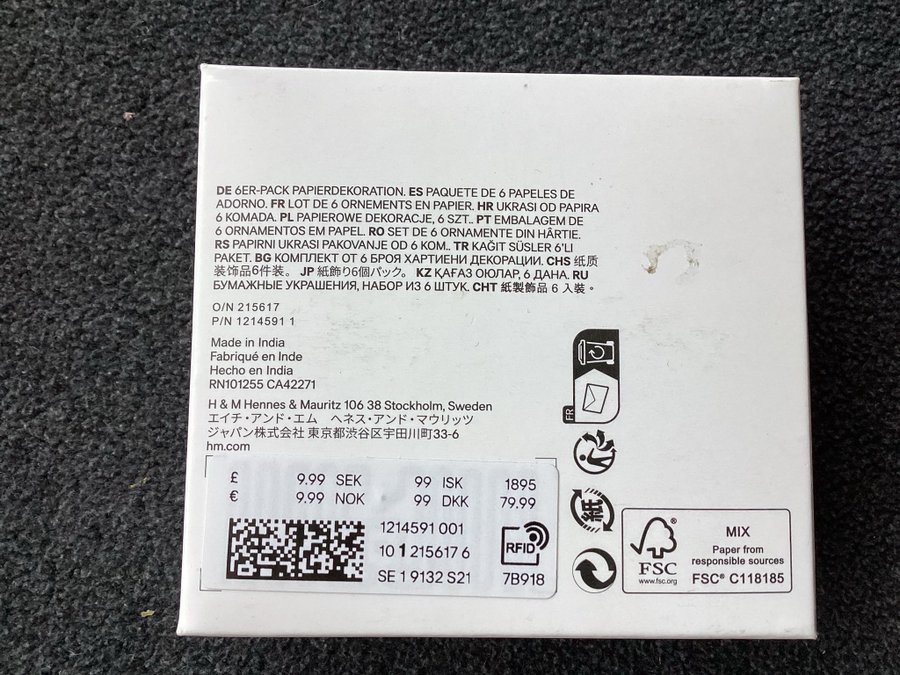 DE 6ER-PACK PAPIERDEKORATION. ES PAQUETE DE 6 PAPELES DE
ADORNO. FR LOT DE 6 ORNEMENTS EN PAPIER. HR UKRASI OD PAPIRA
6 KOMADA. PL PAPIEROWE DEKORACJE, 6 SZT.. PT EMBALAGEM DE
6 ORNAMENTOS EM PAPEL. RO SET DE 6 ORNAMENTE DIN HÂRTIE.
RS PAPIRNI UKRASI PAKOVANJE OD 6 KOM.. TR KAĞIT SÜSLER 6'LI
PAKET. BG КОМПЛЕКТ ОТ 6 БРОЯ ХАРТИЕНИ ДЕКОРАЦИИ. CHS 纸质
装饰品6件装。 JP 紙飾り6個パック。 KZ ҚАҒАЗ ОЮЛАР, 6 ДАНА. RU
БУМАЖНЫЕ УКРАШЕНИЯ, НАБОР ИЗ 6 ШТУК. CHT 紙製飾品 6 入裝。
O/N 215617
P/N 1214591 1
Made in India
Fabriqué en Inde
Hecho en India
RN101255 CA42271
H & M Hennes & Mauritz 106 38 Stockholm, Sweden
エイチ・アンド・エム ヘネス・アンド・マウリッツ
ジャパン株式会社 東京都渋谷区宇田川町33-6
hm.com
£ 9.99 SEK 99 ISK 1895
€ 9.99 NOK 99 DKK 79.99
1214591 001
10 1 215617 6
SE 1 9132 S21
RFID
7B918
FR
紙
FSC®
www.fsc.org
MIX
Paper from
responsible sources
FSC® C118185